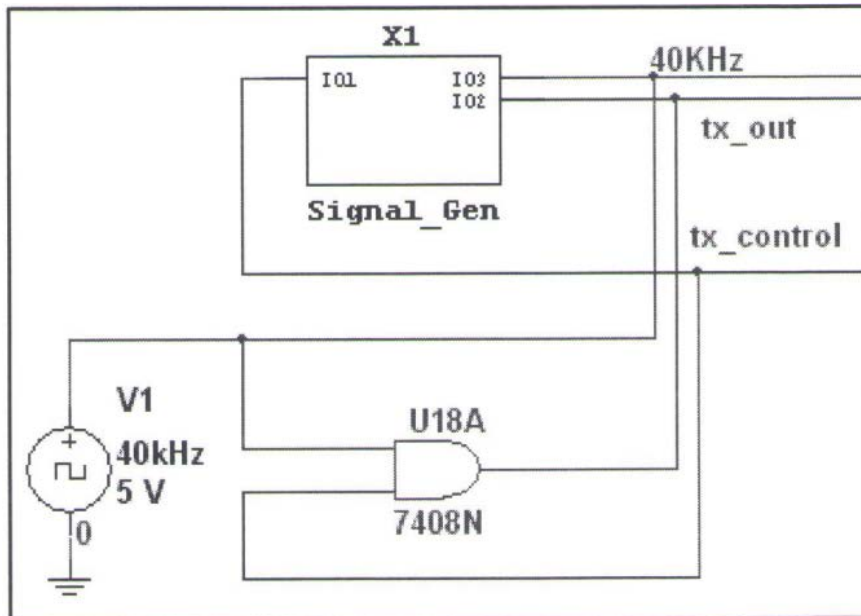 X1
IO1
IO3
IO2
40KHz
tx_out
Signal_Gen
tx_control
V1
40kHz
5 V
0
U18A
7408N